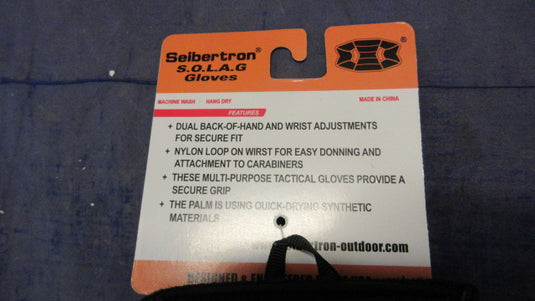 Seibertron®
S.O.L.A.G
Gloves
®
MACHINE WASH - HANG DRY
MADE IN CHINA
FEATURES
+ DUAL BACK-OF-HAND AND WRIST ADJUSTMENTS
FOR SECURE FIT
+ NYLON LOOP ON WIRST FOR EASY DONNING AND
ATTACHMENT TO CARABINERS
+ THESE MULTI-PURPOSE TACTICAL GLOVES PROVIDE A
SECURE GRIP
+ THE PALM IS USING QUICK-DRYING SYNTHETIC
MATERIALS
tron-outdoor.com
DESIGNED &